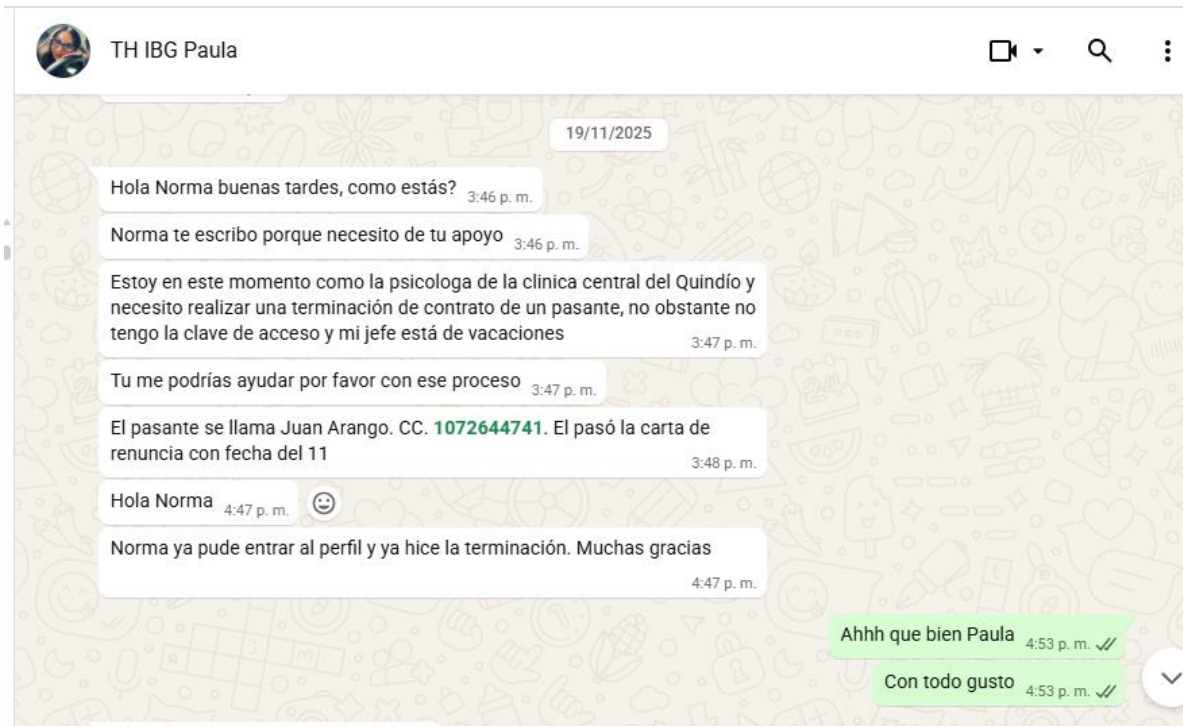 TH IBG Paula
19/11/2025
Hola Norma buenas tardes, como estás? 3:46 p. m.
Norma te escribo porque necesito de tu apoyo 3:46 p. m.
Estoy en este momento como la psicologa de la clinica central del Quindío y
necesito realizar una terminación de contrato de un pasante, no obstante no
tengo la clave de acceso y mi jefe está de vacaciones 3:47 p. m.
Tu me podrías ayudar por favor con ese proceso 3:47 p. m.
El pasante se llama Juan Arango. CC. 1072644741. El pasó la carta de
renuncia con fecha del 11 3:48 p. m.
Hola Norma 4:47 p. m.
Norma ya pude entrar al perfil y ya hice la terminación. Muchas gracias
4:47 p. m.
Ahhh que bien Paula 4:53 p. m.
Con todo gusto 4:53 p. m.